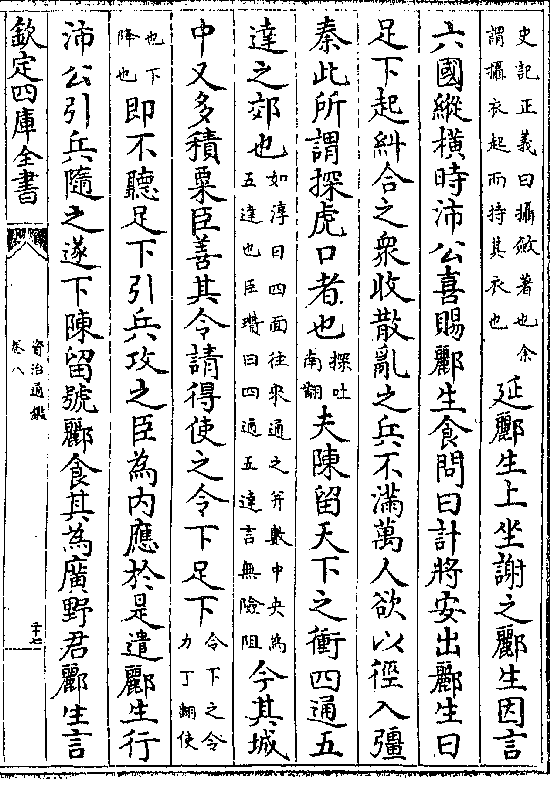 史記正義曰攝斂著也余
謂攝衣起而持其衣也
延酈生上坐謝之酈生因言
六國縱横時沛公喜賜酈生食問曰計將安出酈生曰
足下起糾合之衆收散亂之兵不滿萬人欲以徑入彊
秦此所謂探虎口者也
探吐
南翻
夫陳留天下之衝四通五
達之郊也
如淳曰四面往來通之并數中央為
五達也臣瓚曰四通五達言無險阻
今其城
中又多積粟臣善其令請得使之令下足下
令下之令
力丁翻使
也下
降也
即不聽足下引兵攻之臣為内應於是遣酈生行
沛公引兵隨之遂下陳留號酈食其為廣野君酈生言
欽定四庫全書
資治通鑑
卷八
二十七